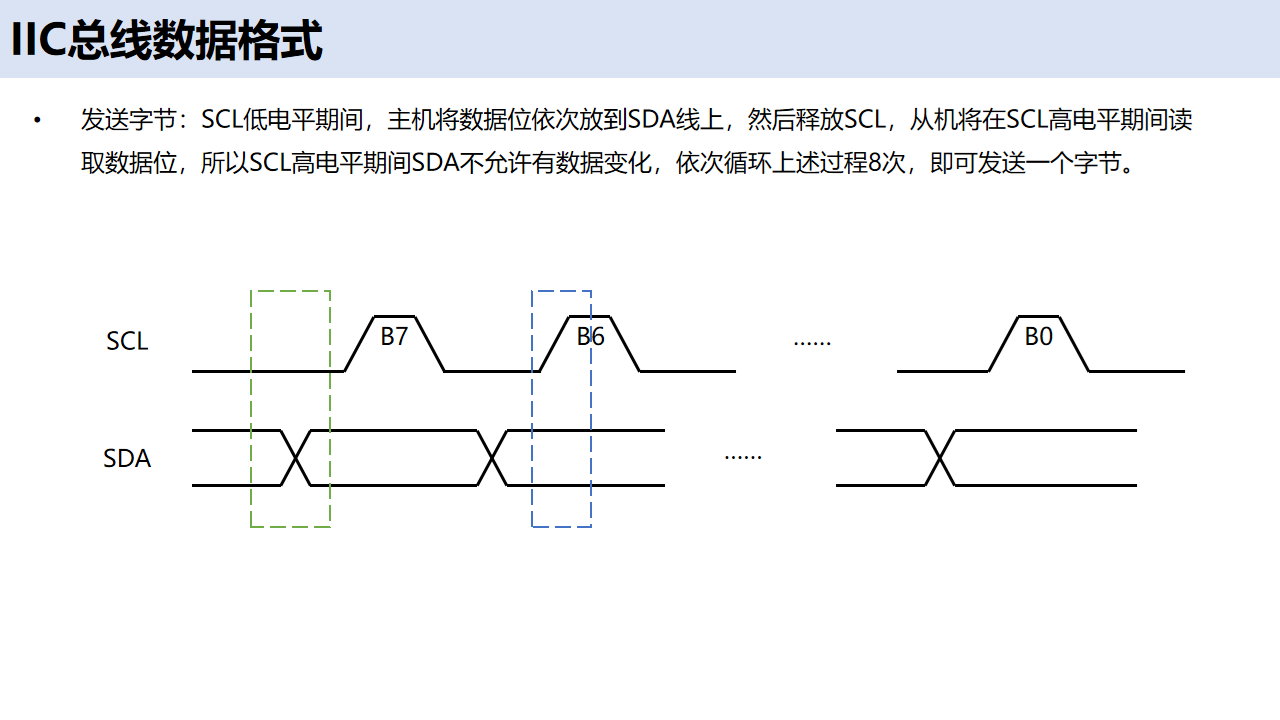 IIC总线数据格式
• 发送字节：SCL低电平期间，主机将数据位依次放到SDA线上，然后释放SCL，从机将在SCL高电平期间读
取数据位，所以SCL高电平期间SDA不允许有数据变化，依次循环上述过程8次，即可发送一个字节。
SCL B7 B6 …… B0
SDA ……